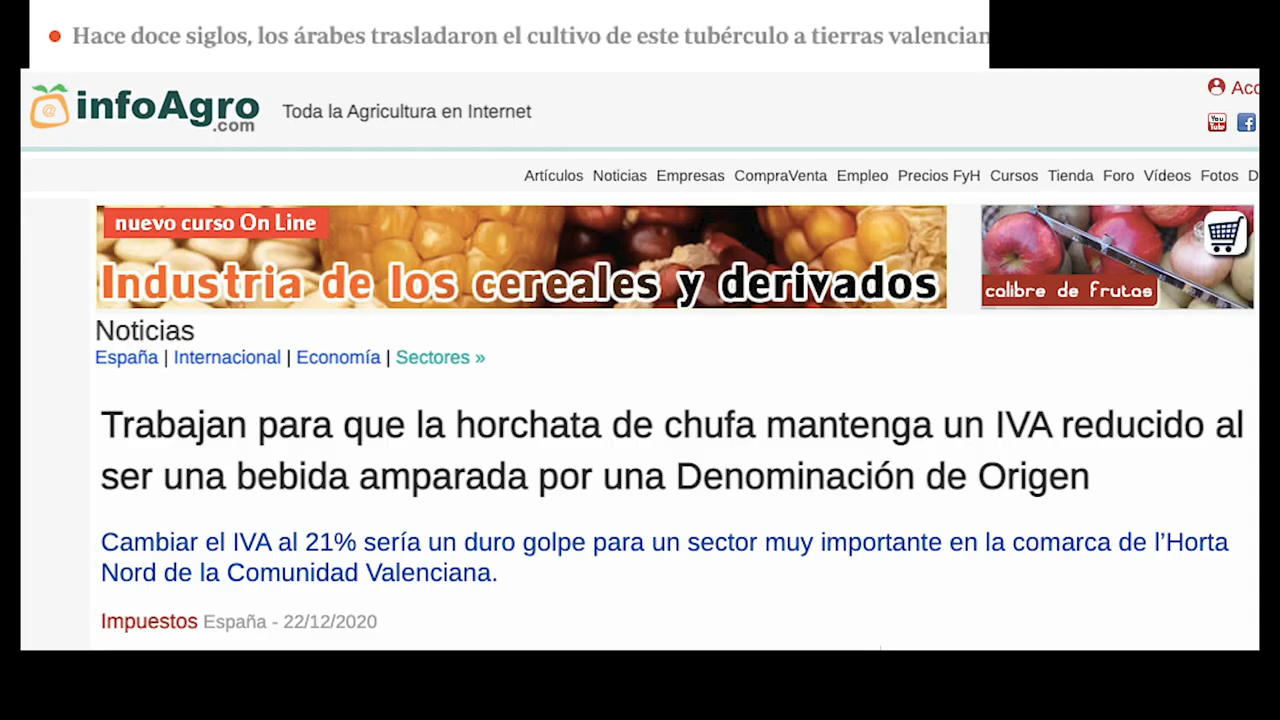 Hace doce siglos, los árabes trasladaron el cultivo de este tubérculo a tierras
infoAgro
.com
Toda la Agricultura en Internet
You
Tube
Artículos Noticias Empresas CompraVenta Empleo Precios FyH Cursos Tienda Foro Vídeos Fotos D
nuevo curso On Line
Industria de los cereales y derivados
calibre de frutas
Noticias
España | Internacional | Economía | Sectores »
Trabajan para que la horchata de chufa mantenga un IVA reducido al
ser una bebida amparada por una Denominación de Origen
Cambiar el IVA al 21% sería un duro golpe para un sector muy importante en la comarca de l’Horta
Nord de la Comunidad Valenciana.
Impuestos España - 22/12/2020